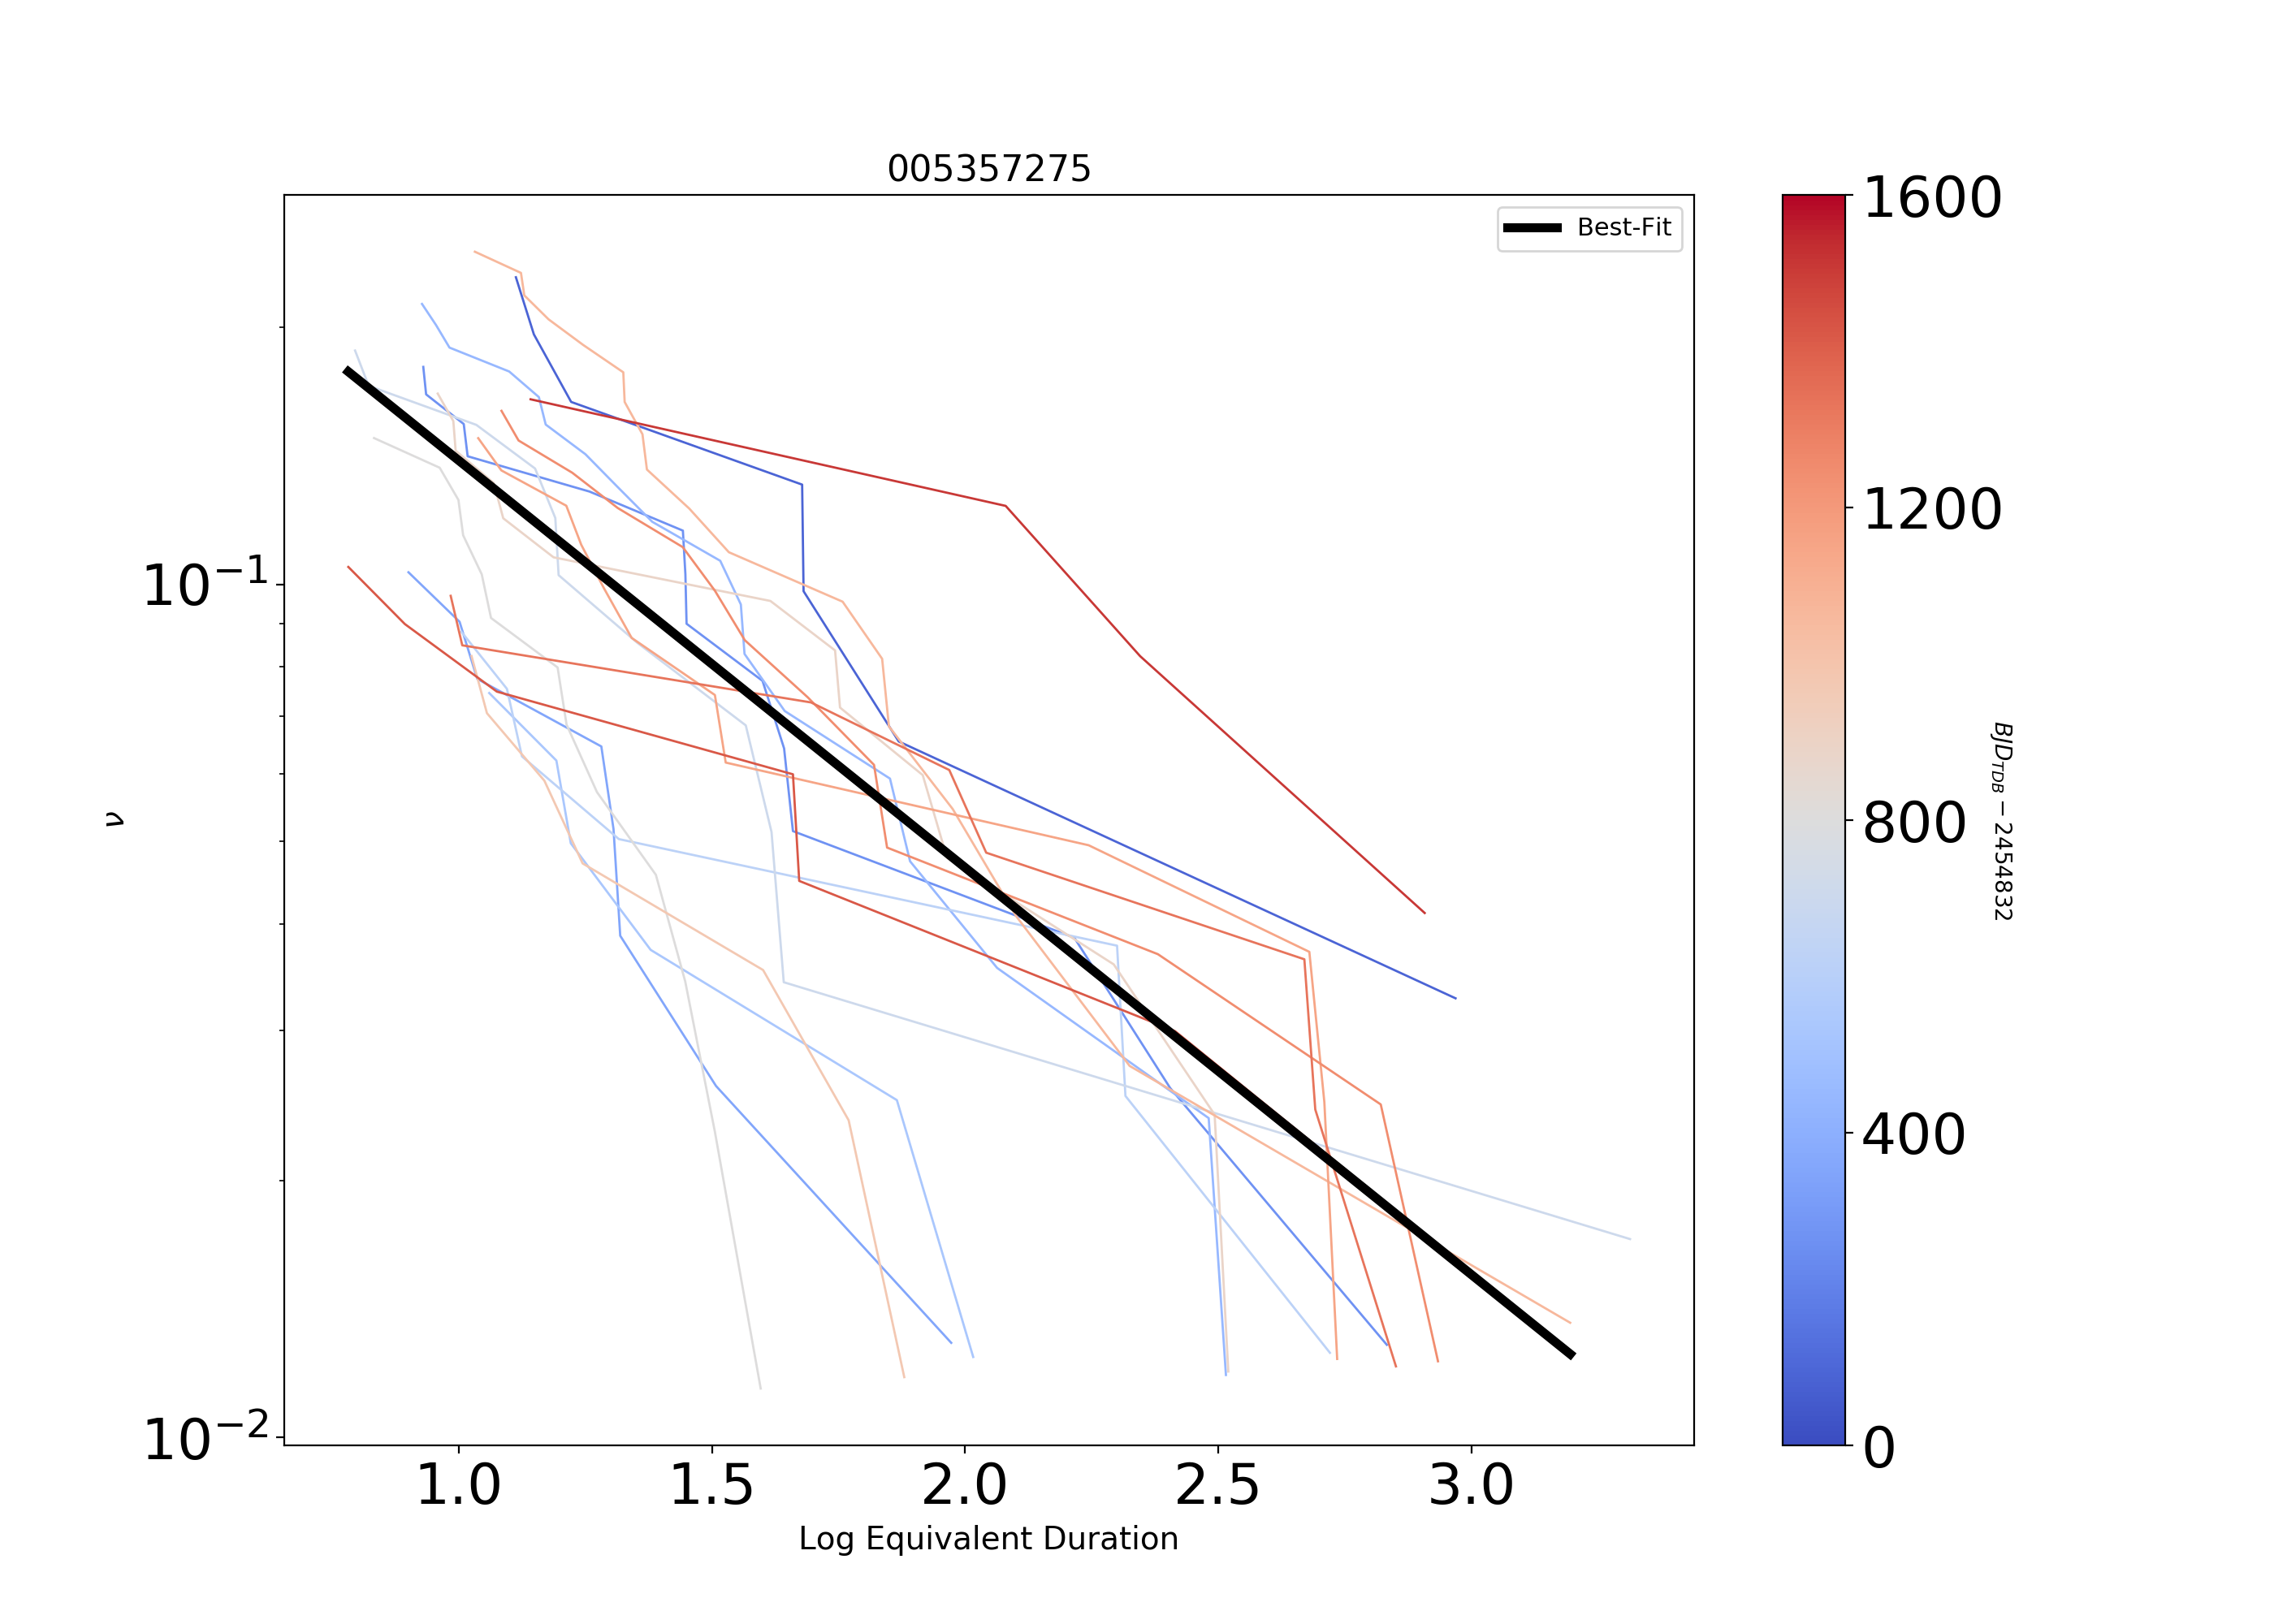 005357275
Best-Fit
10⁻¹
10⁻²
ν
1.0 1.5 2.0 2.5 3.0
Log Equivalent Duration
1600
1200
800
400
0
BJD_TDB − 2454832